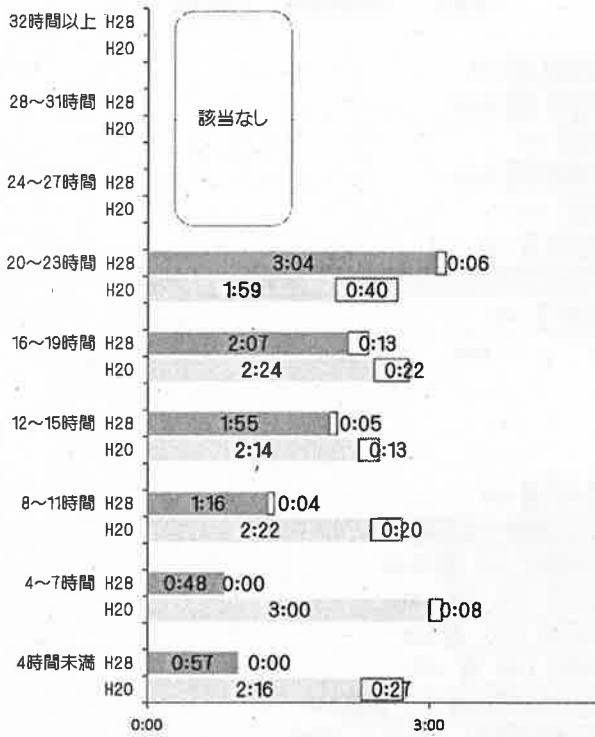 32時間以上 H28
H20
28～31時間 H28
H20
該当なし
24～27時間 H28
H20
20～23時間 H28 3:04 0:06
H20 1:59 0:40
16～19時間 H28 2:07 0:13
H20 2:24 0:22
12～15時間 H28 1:55 0:05
H20 2:14 0:13
8～11時間 H28 1:16 0:04
H20 2:22 0:20
4～7時間 H28 0:48 0:00
H20 3:00 0:08
4時間未満 H28 0:57 0:00
H20 2:16 0:27
0:00 3:00